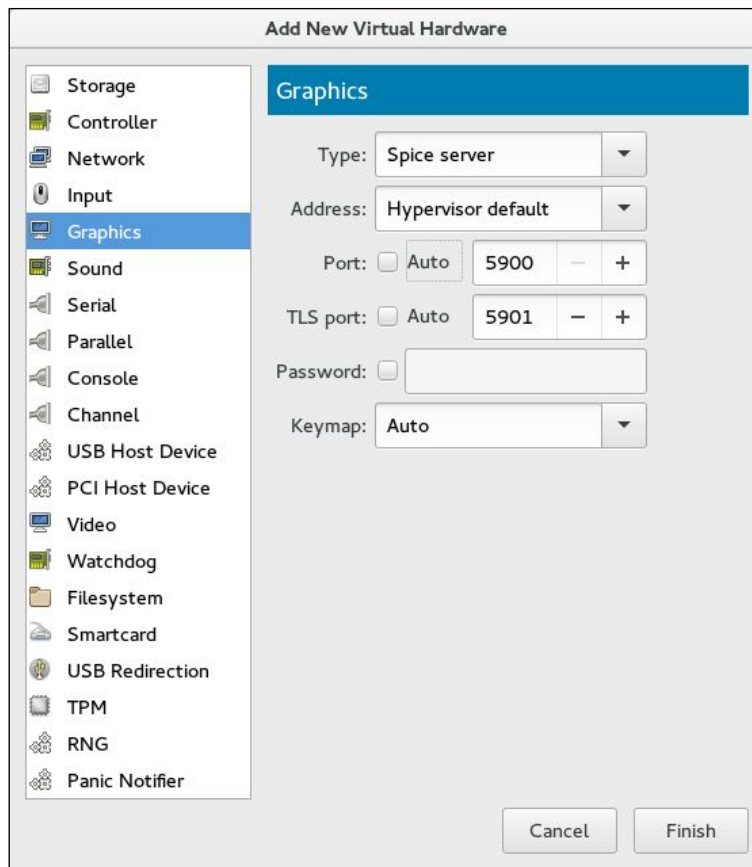 Add New Virtual Hardware
Storage
Controller
Network
Input
Graphics
Sound
Serial
Parallel
Console
Channel
USB Host Device
PCI Host Device
Video
Watchdog
Filesystem
Smartcard
USB Redirection
TPM
RNG
Panic Notifier
Graphics
Type: Spice server
Address: Hypervisor default
Port: Auto 5900 − +
TLS port: Auto 5901 − +
Password:
Keymap: Auto
Cancel Finish